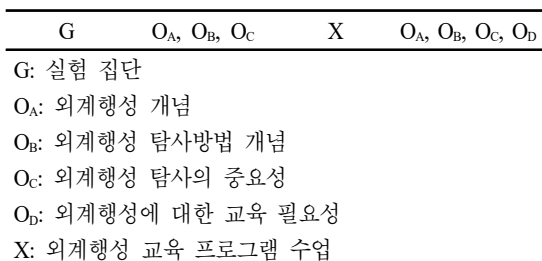 G O_A, O_B, O_C X O_A, O_B, O_C, O_D
G: 실험 집단
O_A: 외계행성 개념
O_B: 외계행성 탐사방법 개념
O_C: 외계행성 탐사의 중요성
O_D: 외계행성에 대한 교육 필요성
X: 외계행성 교육 프로그램 수업